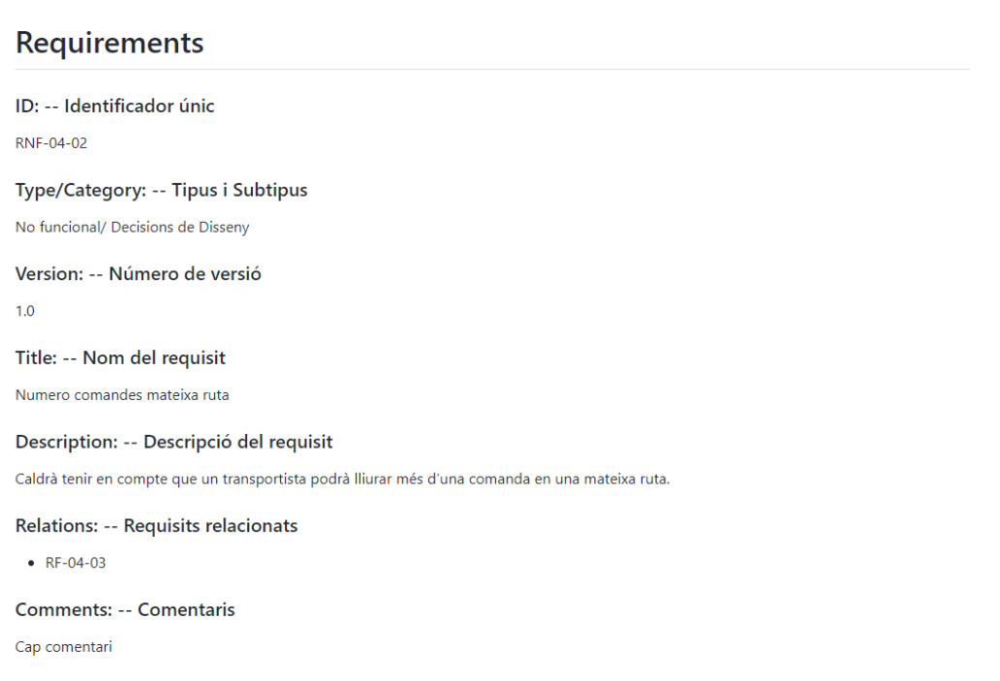 Requirements
ID: -- Identificador únic
RNF-04-02
Type/Category: -- Tipus i Subtipus
No funcional/ Decisions de Disseny
Version: -- Número de versió
1.0
Title: -- Nom del requisit
Numero comandes mateixa ruta
Description: -- Descripció del requisit
Caldrà tenir en compte que un transportista podrà lliurar més d'una comanda en una mateixa ruta.
Relations: -- Requisits relacionats
• RF-04-03
Comments: -- Comentaris
Cap comentari